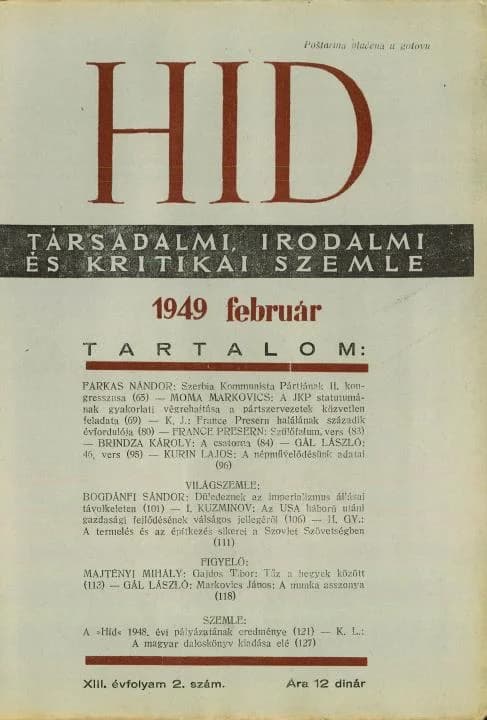 Poštarina plaćena u gotovu
HID
TÁRSADALMI, IRODALMI
ÉS KRITIKAI SZEMLE
1949 február
TARTALOM:
FARKAS NÁNDOR: Szerbia Kommunista Pártjának II. kon-
gresszusa (65) — MOMA MARKOVICS: A JKP statutumá-
nak gyakorlati végrehajtása a pártszervezetek közvetlen
feladata (69) — K. J.: France Presern halálának századik
évfordulója (80) — FRANCE PRESERN: Szülőfalum, vers (83)
— BRINDZA KÁROLY: A csatorna (84) — GÁL LÁSZLÓ:
46, vers (95) — KURIN LAJOS: A népművelődésünk adatai
(96)
VILÁGSZEMLE:
BOGDÁNFI SÁNDOR: Düledeznek az imperializmus állásai
távolkeleten (101) — I. KUZMINOV: Az USA háború utáni
gazdasági fejlődésének válságos jellegéről (106) — H. GY.:
A termelés és az építkezés sikerei a Szovjet Szövetségben
(111)
FIGYELŐ:
MAJTÉNYI MIHÁLY: Gajdos Tibor: Tűz a hegyek között
(113) — GÁL LÁSZLÓ: Markovics János: A munka asszonya
(118)
SZEMLE:
A »Híd« 1948. évi pályázatának eredménye (121) — K. L.:
A magyar daloskönyv kiadása elé (127)
XIII. évfolyam 2. szám. Ára 12 dinár